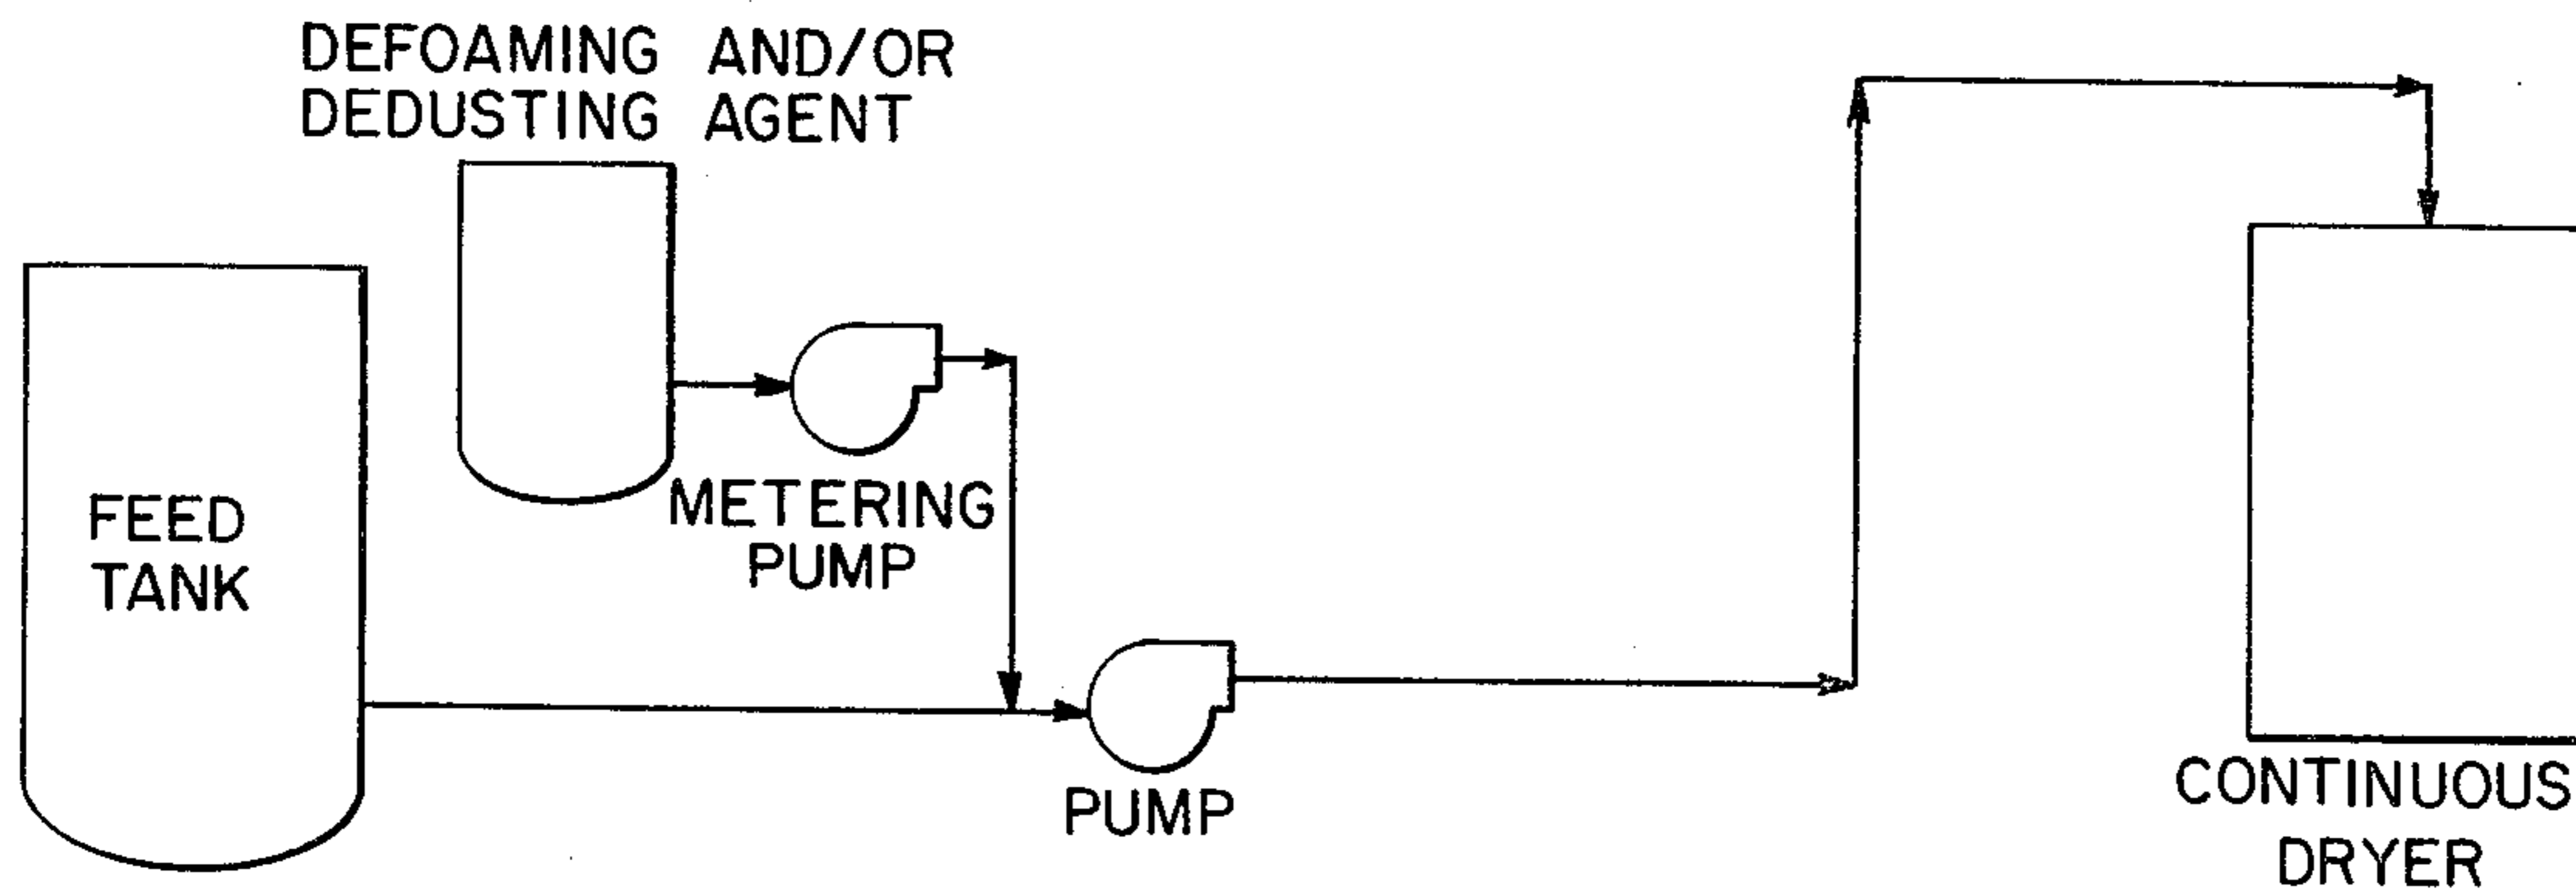 DEFOAMING AND/OR
DEDUSTING AGENT
FEED
TANK
METERING
PUMP
PUMP
CONTINUOUS
DRYER